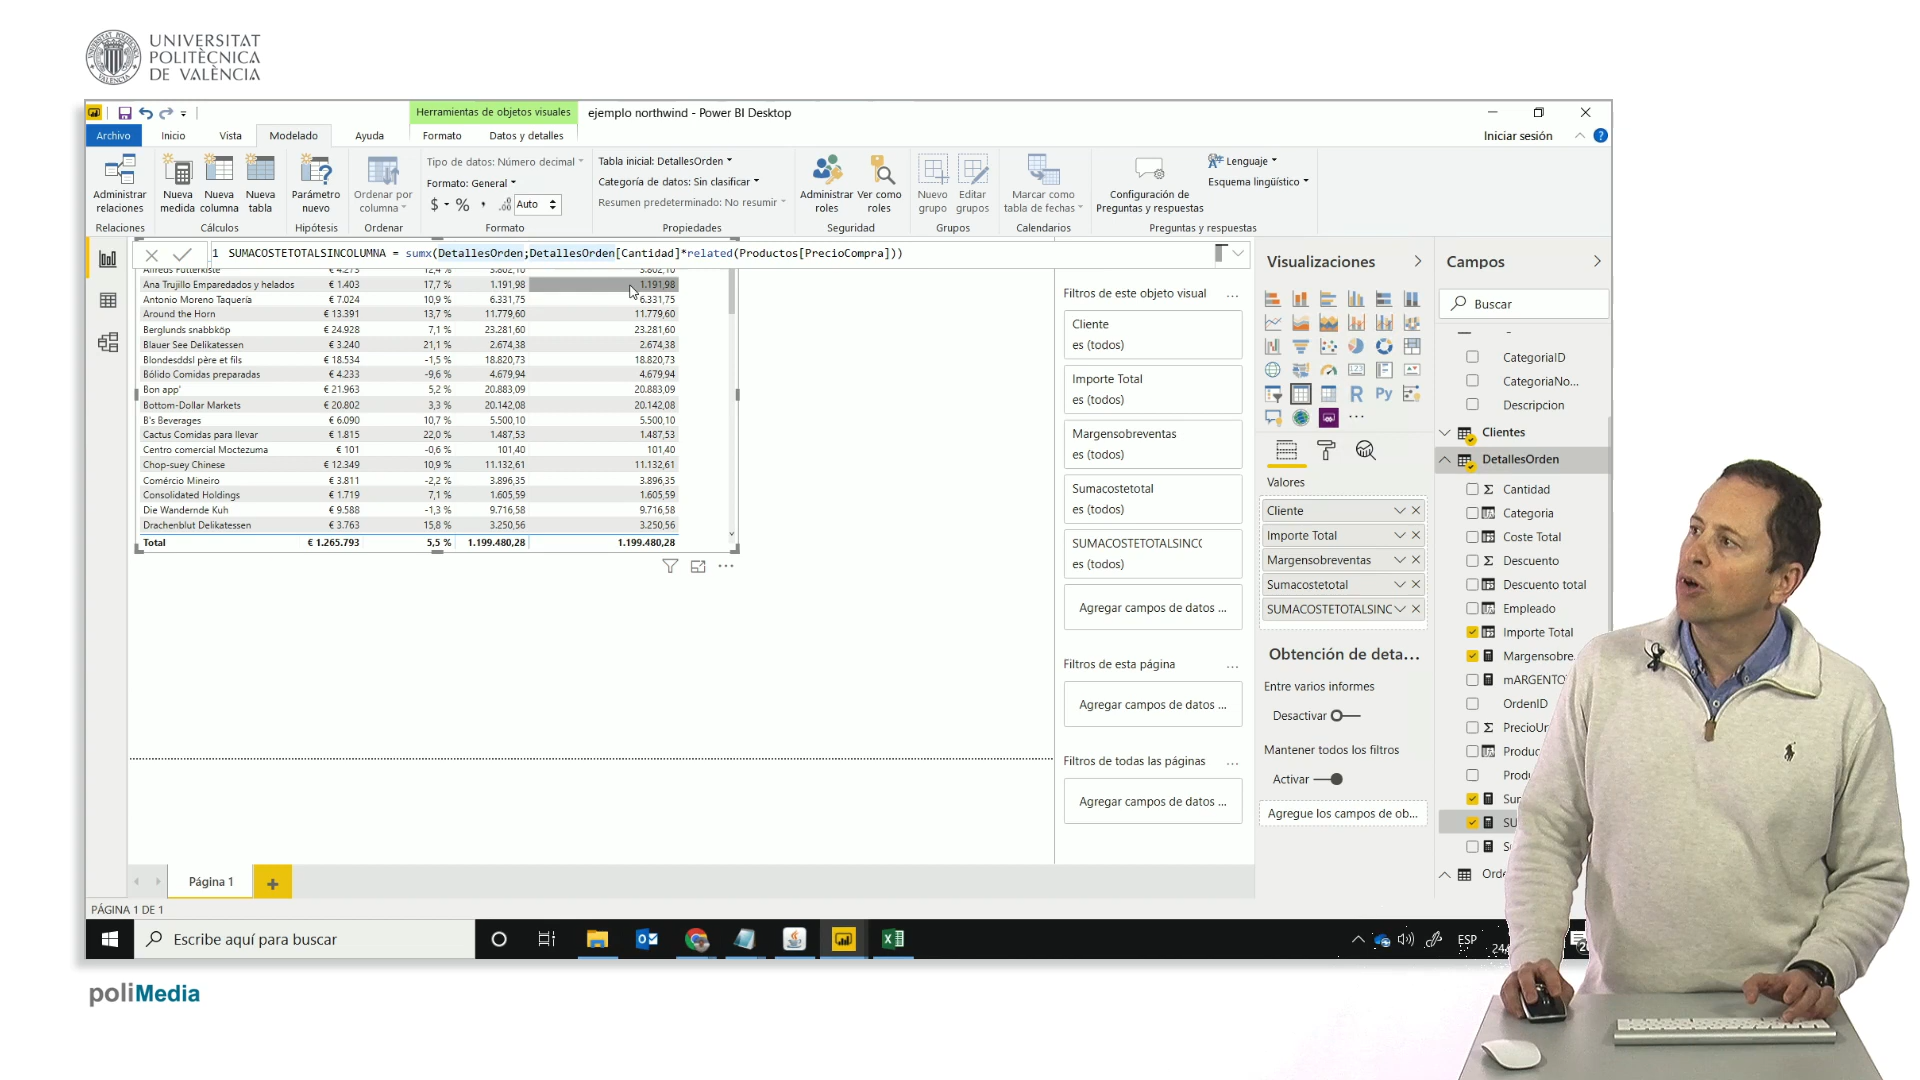 UNIVERSITAT
POLITÈCNICA
DE VALÈNCIA
Herramientas de objetos visuales
ejemplo northwind - Power BI Desktop
Archivo
Inicio
Vista
Modelado
Ayuda
Formato
Datos y detalles
Iniciar sesión
Administrar relaciones
Nueva medida
Nueva columna
Nueva tabla
Parámetro nuevo
Ordenar por columna
Tipo de datos: Número decimal
Formato: General
$ % Auto
Tabla inicial: DetallesOrden
Categoría de datos: Sin clasificar
Resumen predeterminado: No resumir
Administrar roles
Ver como roles
Nuevo grupo
Editar grupos
Marcar como tabla de fechas
Configuración de Preguntas y respuestas
Lenguaje
Esquema lingüístico
Relaciones
Cálculos
Hipótesis
Ordenar
Formato
Propiedades
Seguridad
Grupos
Calendarios
Preguntas y respuestas
1 SUMACOSTETOTALSINCOLUMNA = sumx(DetallesOrden;DetallesOrden[Cantidad]*related(Productos[PrecioCompra]))
Alfreds Futterkiste € 4.273 12,4 % 3.802,10 3.802,10
Ana Trujillo Emparedados y helados € 1.403 17,7 % 1.191,98 1.191,98
Antonio Moreno Taquería € 7.024 10,9 % 6.331,75 6.331,75
Around the Horn € 13.391 13,7 % 11.779,60 11.779,60
Berglunds snabbköp € 24.928 7,1 % 23.281,60 23.281,60
Blauer See Delikatessen € 3.240 21,1 % 2.674,38 2.674,38
Blondesddsl père et fils € 18.534 -1,5 % 18.820,73 18.820,73
Bólido Comidas preparadas € 4.233 -9,6 % 4.679,94 4.679,94
Bon app' € 21.963 5,2 % 20.883,09 20.883,09
Bottom-Dollar Markets € 20.802 3,3 % 20.142,08 20.142,08
B's Beverages € 6.090 10,7 % 5.500,10 5.500,10
Cactus Comidas para llevar € 1.815 22,0 % 1.487,53 1.487,53
Centro comercial Moctezuma € 101 -0,6 % 101,40 101,40
Chop-suey Chinese € 12.349 10,9 % 11.132,61 11.132,61
Comércio Mineiro € 3.811 -2,2 % 3.896,35 3.896,35
Consolidated Holdings € 1.719 7,1 % 1.605,59 1.605,59
Die Wandernde Kuh € 9.588 -1,3 % 9.716,58 9.716,58
Drachenblut Delikatessen € 3.763 15,8 % 3.250,56 3.250,56
Total € 1.265.793 5,5 % 1.199.480,28 1.199.480,28
Filtros de este objeto visual ...
Cliente
es (todos)
Importe Total
es (todos)
Margensobreventas
es (todos)
Sumacostetotal
es (todos)
SUMACOSTETOTALSINC
es (todos)
Agregar campos de datos ...
Filtros de esta página ...
Agregar campos de datos ...
Filtros de todas las páginas ...
Agregar campos de datos ...
Visualizaciones
R Py
Valores
Cliente
Importe Total
Margensobreventas
Sumacostetotal
SUMACOSTETOTALSINC
Obtención de deta...
Entre varios informes
Desactivar
Mantener todos los filtros
Activar
Agregue los campos de ob...
Campos
Buscar
CategoriaID
CategoriaNo...
Descripcion
Clientes
DetallesOrden
Cantidad
Categoria
Coste Total
Descuento
Descuento total
Empleado
Importe Total
Margensobre
mARGENTO
OrdenID
PrecioUn
Produc
Prod
Sur
SU
S
Orde
Página 1
PÁGINA 1 DE 1
Escribe aquí para buscar
ESP
24
poliMedia